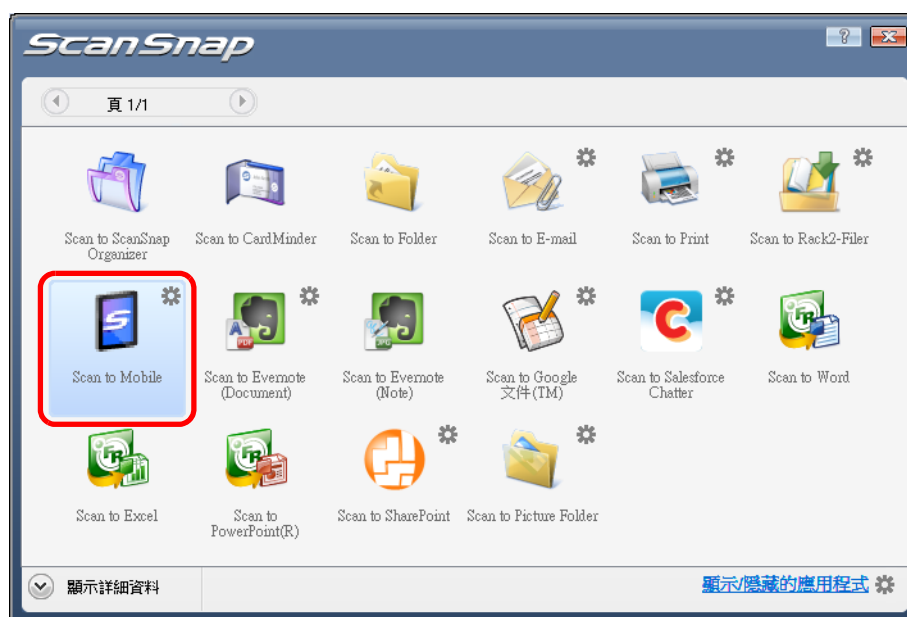 ScanSnap
頁 1/1
Scan to ScanSnap
Organizer
Scan to CardMinder
Scan to Folder
Scan to E-mail
Scan to Print
Scan to Rack2-Filer
Scan to Mobile
Scan to Evernote
(Document)
Scan to Evernote
(Note)
Scan to Google
文件(TM)
Scan to Salesforce
Chatter
Scan to Word
Scan to Excel
Scan to
PowerPoint(R)
Scan to SharePoint
Scan to Picture Folder
顯示詳細資料
顯示/隱藏的應用程式